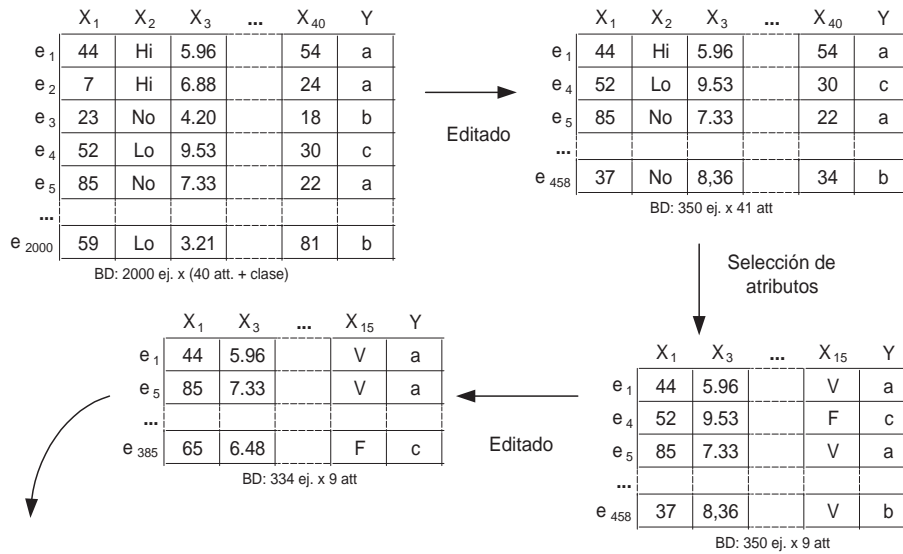 X1 X2 X3 ... X40 Y
e1 44 Hi 5.96 54 a
e2 7 Hi 6.88 24 a
e3 23 No 4.20 18 b
e4 52 Lo 9.53 30 c
e5 85 No 7.33 22 a
...
e2000 59 Lo 3.21 81 b
BD: 2000 ej. x (40 att. + clase)
Editado
X1 X2 X3 ... X40 Y
e1 44 Hi 5.96 54 a
e4 52 Lo 9.53 30 c
e5 85 No 7.33 22 a
...
e458 37 No 8,36 34 b
BD: 350 ej. x 41 att
Selección de
atributos
X1 X3 ... X15 Y
e1 44 5.96 V a
e4 52 9.53 F c
e5 85 7.33 V a
...
e458 37 8,36 V b
BD: 350 ej. x 9 att
Editado
X1 X3 ... X15 Y
e1 44 5.96 V a
e5 85 7.33 V a
...
e385 65 6.48 F c
BD: 334 ej. x 9 att